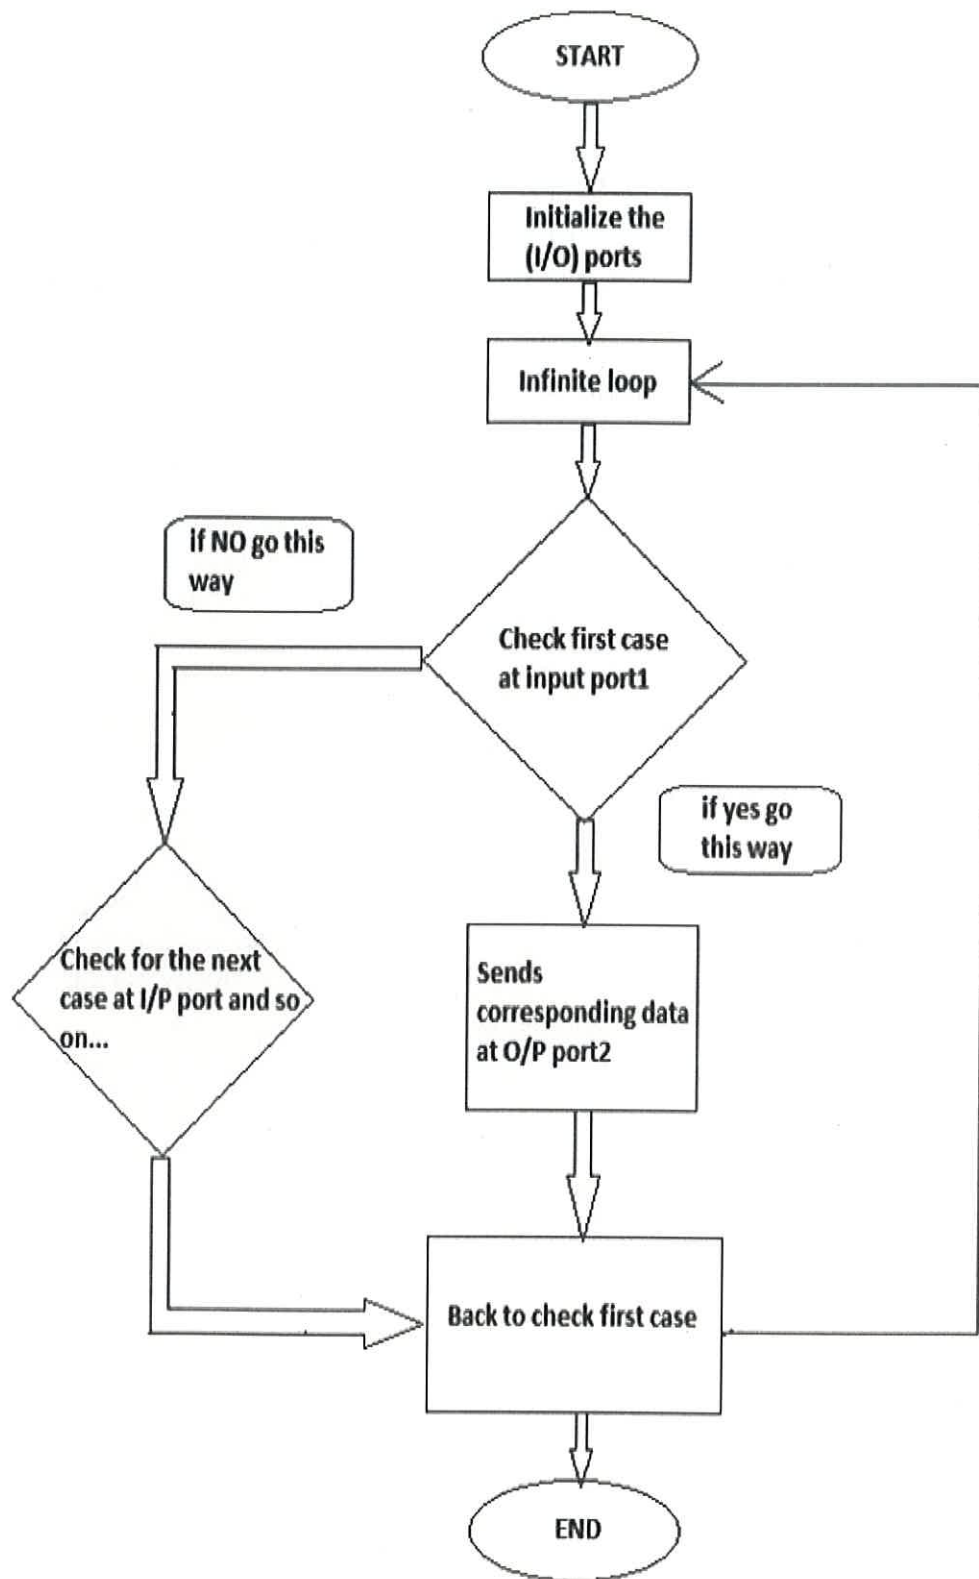 START
Initialize the
(I/O) ports
Infinite loop
if NO go this
way
Check first case
at input port1
if yes go
this way
Check for the next
case at I/P port and so
on...
Sends
corresponding data
at O/P port2
Back to check first case
END